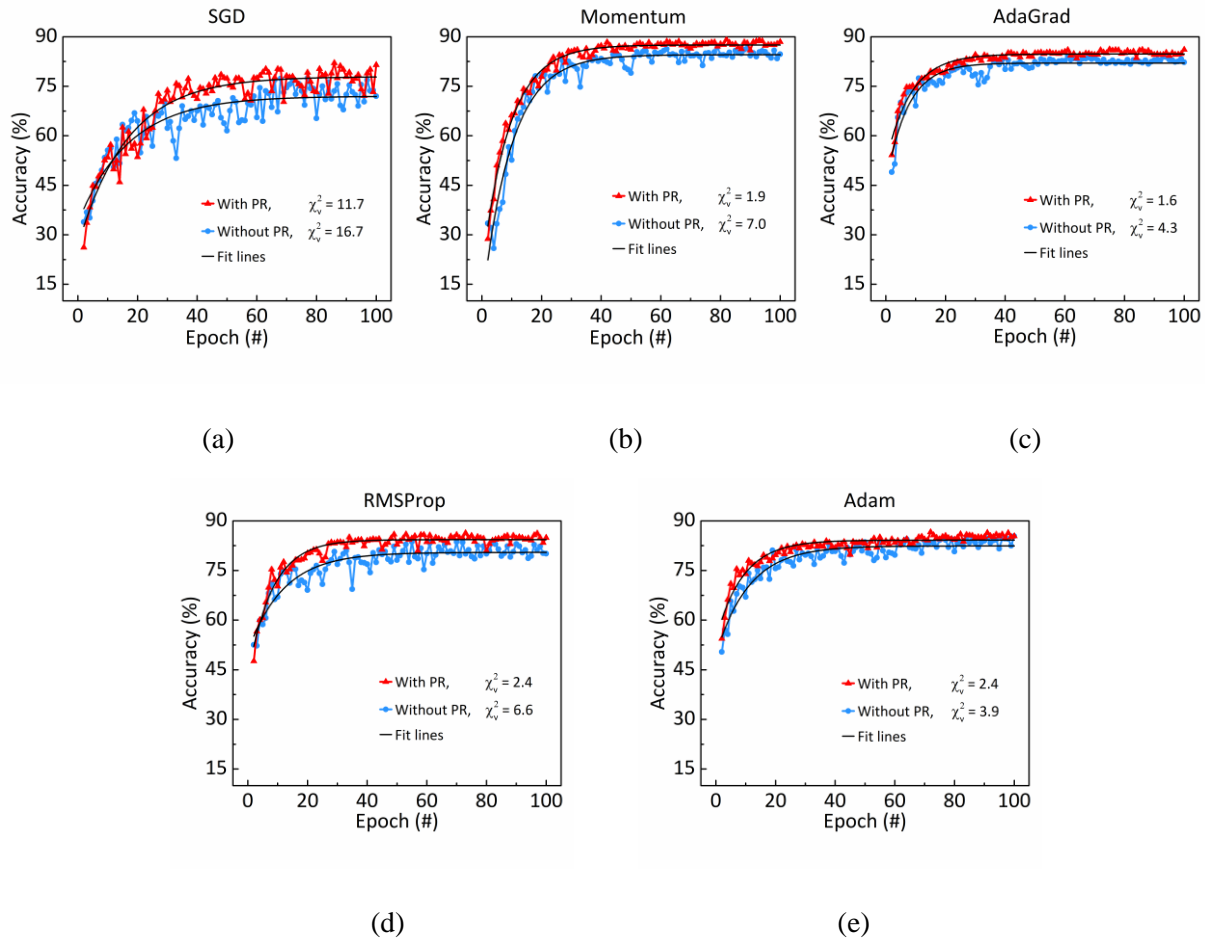 SGD
Accuracy (%)
90
75
60
45
30
15
With PR, χ²ᵥ = 11.7
Without PR, χ²ᵥ = 16.7
Fit lines
0 20 40 60 80 100
Epoch (#)
(a)
Momentum
Accuracy (%)
90
75
60
45
30
15
With PR, χ²ᵥ = 1.9
Without PR, χ²ᵥ = 7.0
Fit lines
0 20 40 60 80 100
Epoch (#)
(b)
AdaGrad
Accuracy (%)
90
75
60
45
30
15
With PR, χ²ᵥ = 1.6
Without PR, χ²ᵥ = 4.3
Fit lines
0 20 40 60 80 100
Epoch (#)
(c)
RMSProp
Accuracy (%)
90
75
60
45
30
15
With PR, χ²ᵥ = 2.4
Without PR, χ²ᵥ = 6.6
Fit lines
0 20 40 60 80 100
Epoch (#)
(d)
Adam
Accuracy (%)
90
75
60
45
30
15
With PR, χ²ᵥ = 2.4
Without PR, χ²ᵥ = 3.9
Fit lines
0 20 40 60 80 100
Epoch (#)
(e)